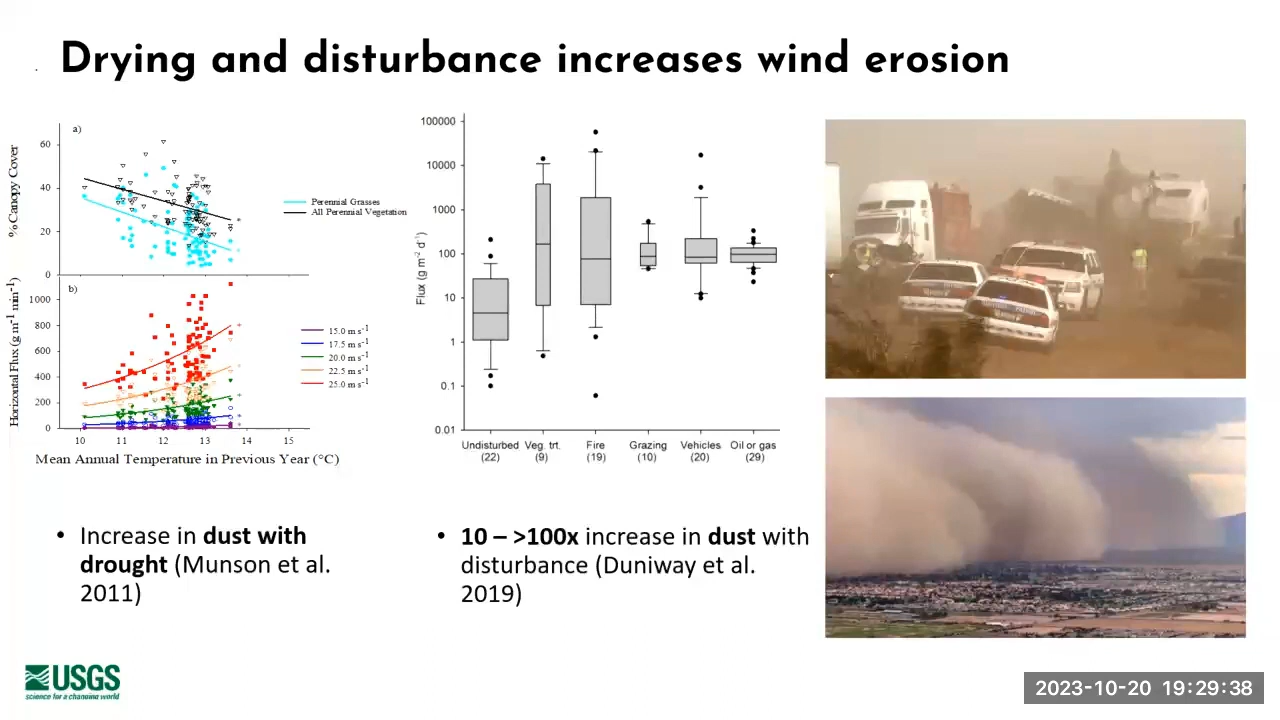 Drying and disturbance increases wind erosion
a)
% Canopy Cover
60
40
20
0
Perennial Grasses
All Perennial Vegetation
b)
Horizontal Flux (g m⁻¹ min⁻¹)
1000
800
600
400
200
0
15.0 m s⁻¹
17.5 m s⁻¹
20.0 m s⁻¹
22.5 m s⁻¹
25.0 m s⁻¹
10 11 12 13 14 15
Mean Annual Temperature in Previous Year (°C)
Flux (g m⁻² d⁻¹)
100000
10000
1000
100
10
1
0.1
0.01
Undisturbed Veg. trt. Fire Grazing Vehicles Oil or gas
(22) (9) (19) (10) (20) (29)
• Increase in dust with
drought (Munson et al.
2011)
• 10 – >100x increase in dust with
disturbance (Duniway et al.
2019)
USGS
science for a changing world
2023-10-20 19:29:38